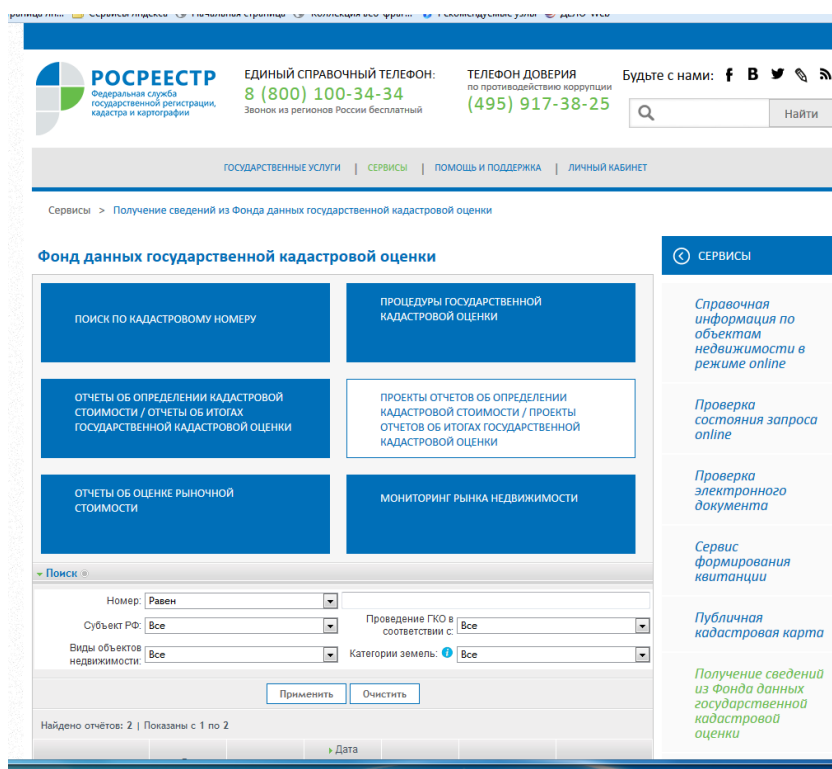 Начальная страница
Рекомендуемые узлы
РОСРЕЕСТР
Федеральная служба
государственной регистрации,
кадастра и картографии
ЕДИНЫЙ СПРАВОЧНЫЙ ТЕЛЕФОН:
8 (800) 100-34-34
Звонок из регионов России бесплатный
ТЕЛЕФОН ДОВЕРИЯ
по противодействию коррупции
(495) 917-38-25
Будьте с нами:
Найти
ГОСУДАРСТВЕННЫЕ УСЛУГИ | СЕРВИСЫ | ПОМОЩЬ И ПОДДЕРЖКА | ЛИЧНЫЙ КАБИНЕТ
Сервисы > Получение сведений из Фонда данных государственной кадастровой оценки
Фонд данных государственной кадастровой оценки
ПОИСК ПО КАДАСТРОВОМУ НОМЕРУ
ПРОЦЕДУРЫ ГОСУДАРСТВЕННОЙ
КАДАСТРОВОЙ ОЦЕНКИ
ОТЧЕТЫ ОБ ОПРЕДЕЛЕНИИ КАДАСТРОВОЙ
СТОИМОСТИ / ОТЧЕТЫ ОБ ИТОГАХ
ГОСУДАРСТВЕННОЙ КАДАСТРОВОЙ ОЦЕНКИ
ПРОЕКТЫ ОТЧЕТОВ ОБ ОПРЕДЕЛЕНИИ
КАДАСТРОВОЙ СТОИМОСТИ / ПРОЕКТЫ
ОТЧЕТОВ ОБ ИТОГАХ ГОСУДАРСТВЕННОЙ
КАДАСТРОВОЙ ОЦЕНКИ
ОТЧЕТЫ ОБ ОЦЕНКЕ РЫНОЧНОЙ
СТОИМОСТИ
МОНИТОРИНГ РЫНКА НЕДВИЖИМОСТИ
Поиск
Номер: Равен
Субъект РФ: Все
Проведение ГКО в
соответствии с: Все
Виды объектов
недвижимости: Все
Категории земель: Все
Применить Очистить
Найдено отчётов: 2 | Показаны с 1 по 2
Дата
СЕРВИСЫ
Справочная
информация по
объектам
недвижимости в
режиме online
Проверка
состояния запроса
online
Проверка
электронного
документа
Сервис
формирования
квитанции
Публичная
кадастровая карта
Получение сведений
из Фонда данных
государственной
кадастровой
оценки